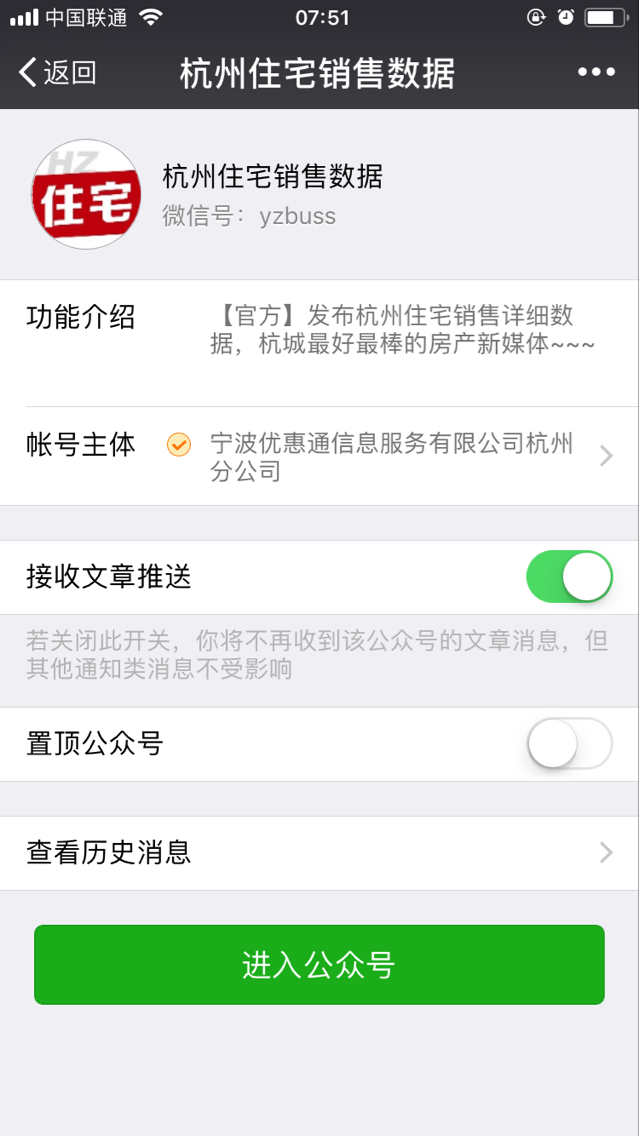 中国联通
07:51
返回
杭州住宅销售数据
HZ
住宅
杭州住宅销售数据
微信号：yzbuss
功能介绍
【官方】发布杭州住宅销售详细数
据，杭城最好最棒的房产新媒体~~~
帐号主体
宁波优惠通信息服务有限公司杭州
分公司
接收文章推送
若关闭此开关，你将不再收到该公众号的文章消息，但
其他通知类消息不受影响
置顶公众号
查看历史消息
进入公众号